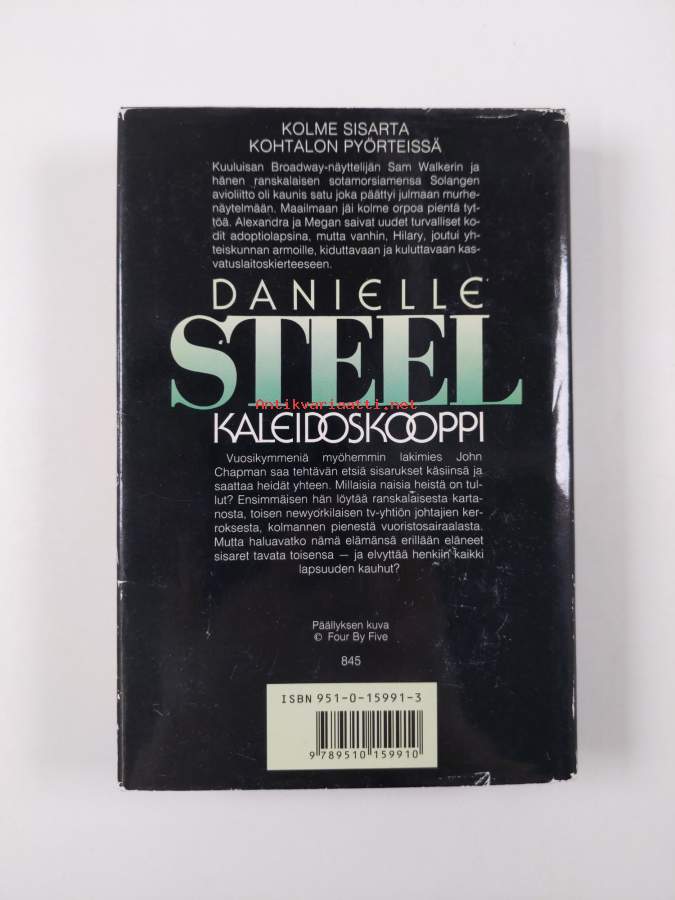 KOLME SISARTA
KOHTALON PYÖRTEISSÄ
Kuuluisan Broadway-näyttelijän Sam Walkerin ja
hänen ranskalaisen sotamorsiamensa Solangen
avioliitto oli kaunis satu joka päättyi julmaan murhe-
näytelmään. Maailmaan jäi kolme orpoa pientä tyt-
töä. Alexandra ja Megan saivat uudet turvalliset ko-
dit adoptiolapsina, mutta vanhin, Hilary, joutui yh-
teiskunnan armoille, kiduttavaan ja kuluttavaan kas-
vatuslaitoskierteeseen.
DANIELLE
STEEL
Antikvariaatti.net
KALEIDOSKOOPPI
Vuosikymmeniä myöhemmin lakimies John
Chapman saa tehtävän etsiä sisarukset käsiinsä ja
saattaa heidät yhteen. Millaisia naisia heistä on tul-
lut? Ensimmäisen hän löytää ranskalaisesta karta-
nosta, toisen newyorkilaisen tv-yhtiön johtajien ker-
roksesta, kolmannen pienestä vuoristosairaalasta.
Mutta haluavatko nämä elämänsä erillään eläneet
sisaret tavata toisensa — ja elvyttää henkiin kaikki
lapsuuden kauhut?
Päällyksen kuva
© Four By Five
845
ISBN 951-0-15991-3
9 789510 159910